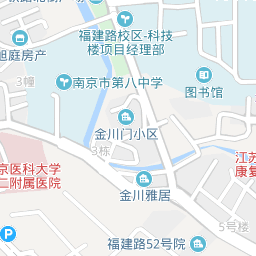 福建路校区-科技
楼项目经理部
旭庭房产
3幢
南京市第八中学
图书馆
金川门小区
3栋
京医科大学
二附属医院
江苏
康复
金川雅居
5号楼
福建路52号院
P